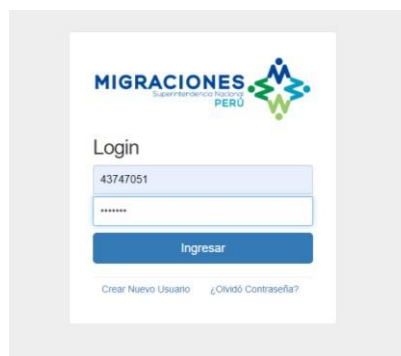 MIGRACIONES
Superintendencia Nacional
PERÚ
Login
43747051
•••••••
Ingresar
Crear Nuevo Usuario ¿Olvidó Contraseña?